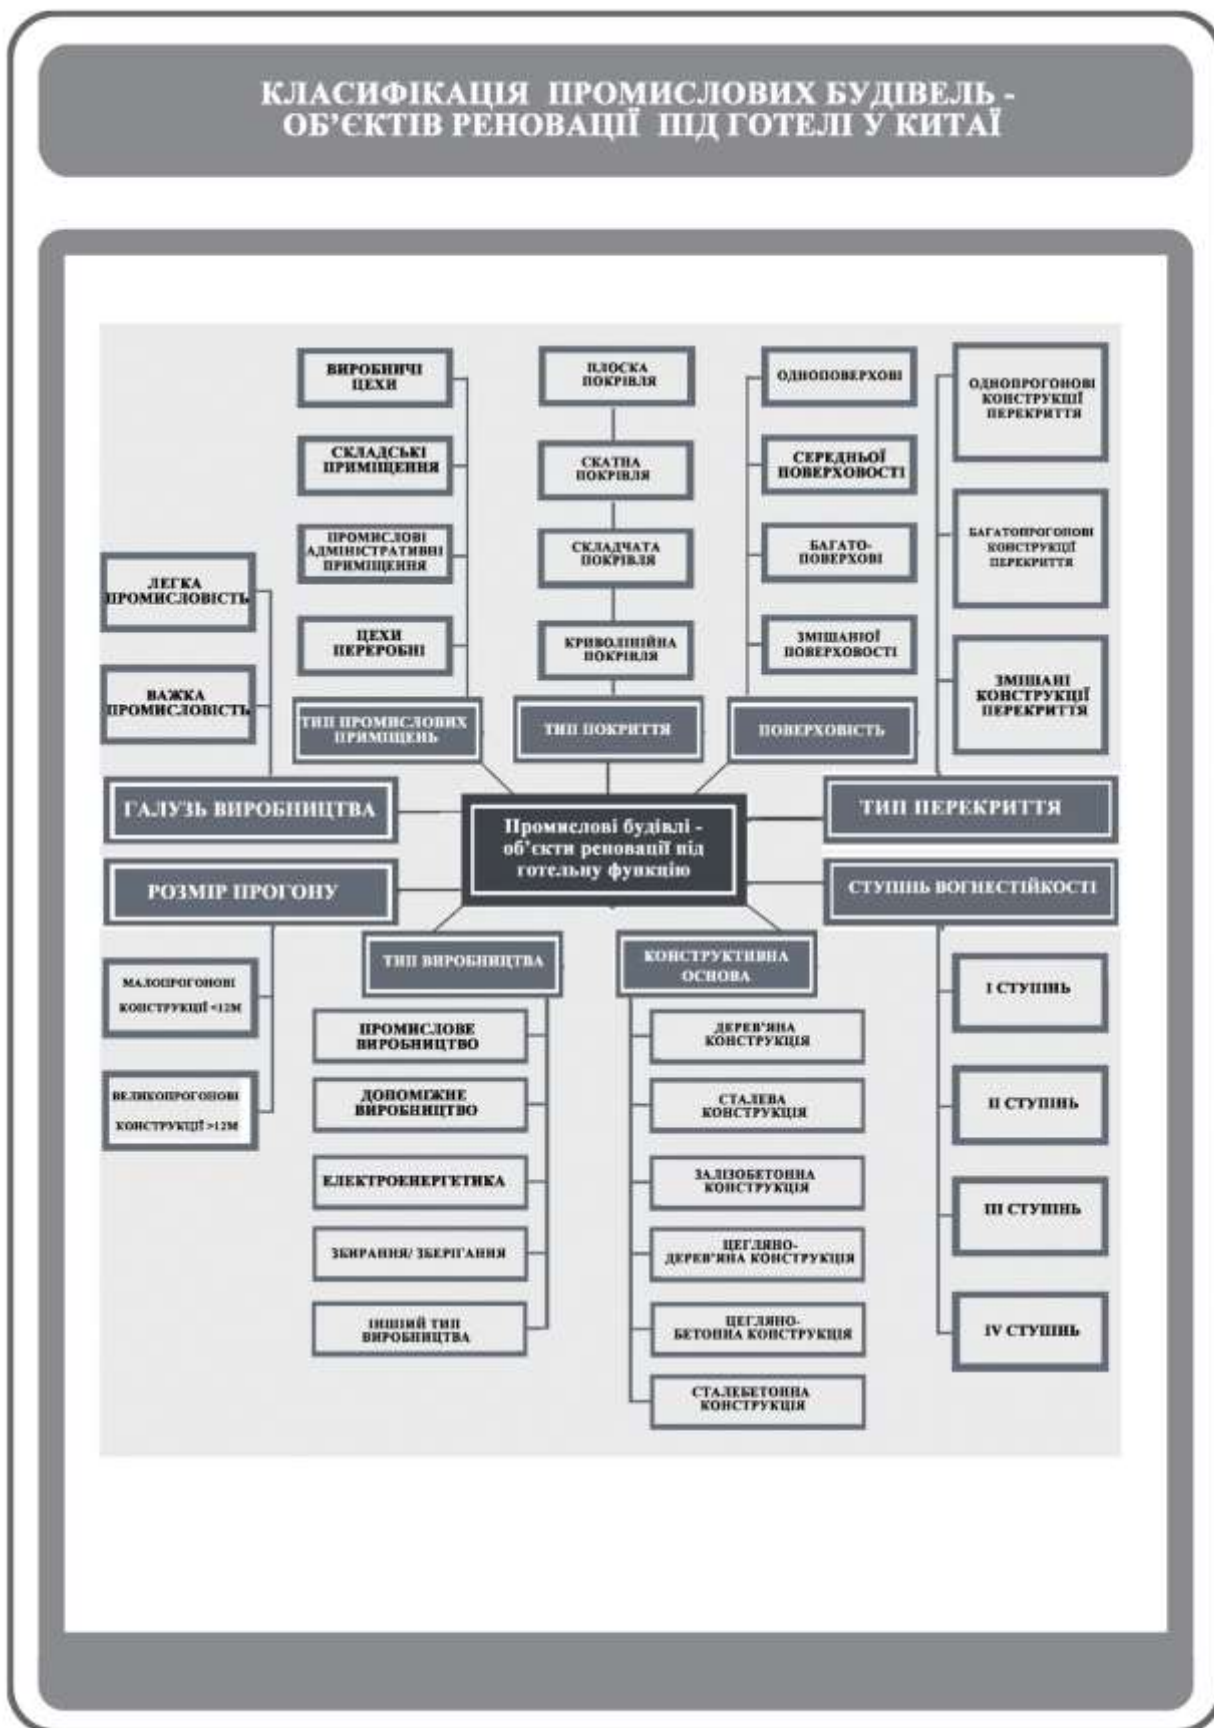 КЛАСИФІКАЦІЯ ПРОМИСЛОВИХ БУДІВЕЛЬ -
ОБ’ЄКТІВ РЕНОВАЦІЇ ПІД ГОТЕЛІ У КИТАЇ
ВИРОБНИЧІ
ЦЕХИ
СКЛАДСЬКІ
ПРИМІЩЕННЯ
ПРОМИСЛОВІ
АДМІНІСТРАТИВНІ
ПРИМІЩЕННЯ
ЦЕХИ
ПЕРЕРОБНІ
ТИП ПРОМИСЛОВИХ
ПРИМІЩЕНЬ
ПЛОСКА
ПОКРІВЛЯ
СКАТНА
ПОКРІВЛЯ
СКЛАДЧАТА
ПОКРІВЛЯ
КРИВОЛІНІЙНА
ПОКРІВЛЯ
ТИП ПОКРИТТЯ
ОДНОПОВЕРХОВІ
СЕРЕДНЬОЇ
ПОВЕРХОВОСТІ
БАГАТО-
ПОВЕРХОВІ
ЗМІШАНІОЇ
ПОВЕРХОВОСТІ
ПОВЕРХОВІСТЬ
ОДНОПРОГОНОВІ
КОНСТРУКЦІЇ
ПЕРЕКРИТТЯ
БАГАТОПРОГОНОВІ
КОНСТРУКЦІЇ
ПЕРЕКРИТТЯ
ЗМІШАНІ
КОНСТРУКЦІЇ
ПЕРЕКРИТТЯ
ТИП ПЕРЕКРИТТЯ
ЛЕГКА
ПРОМИСЛОВІСТЬ
ВАЖКА
ПРОМИСЛОВІСТЬ
ГАЛУЗЬ ВИРОБНИЦТВА
Промислові будівлі -
об’єкти реновації під
готельну функцію
РОЗМІР ПРОГОНУ
МАЛОПРОГОНОВІ
КОНСТРУКЦІЇ <12М
ВЕЛИКОПРОГОНОВІ
КОНСТРУКЦІЇ >12М
ТИП ВИРОБНИЦТВА
ПРОМИСЛОВЕ
ВИРОБНИЦТВО
ДОПОМІЖНЕ
ВИРОБНИЦТВО
ЕЛЕКТРОЕНЕРГЕТИКА
ЗБИРАННЯ/ ЗБЕРІГАННЯ
ІНШИЙ ТИП
ВИРОБНИЦТВА
КОНСТРУКТИВНА
ОСНОВА
ДЕРЕВ’ЯНА
КОНСТРУКЦІЯ
СТАЛЕВА
КОНСТРУКЦІЯ
ЗАЛІЗОБЕТОННА
КОНСТРУКЦІЯ
ЦЕГЛЯНО-
ДЕРЕВ’ЯНА КОНСТРУКЦІЯ
ЦЕГЛЯНО-
БЕТОННА КОНСТРУКЦІЯ
СТАЛЕБЕТОННА
КОНСТРУКЦІЯ
СТУПІНЬ ВОГНЕСТІЙКОСТІ
І СТУПІНЬ
ІІ СТУПІНЬ
ІІІ СТУПІНЬ
ІV СТУПІНЬ